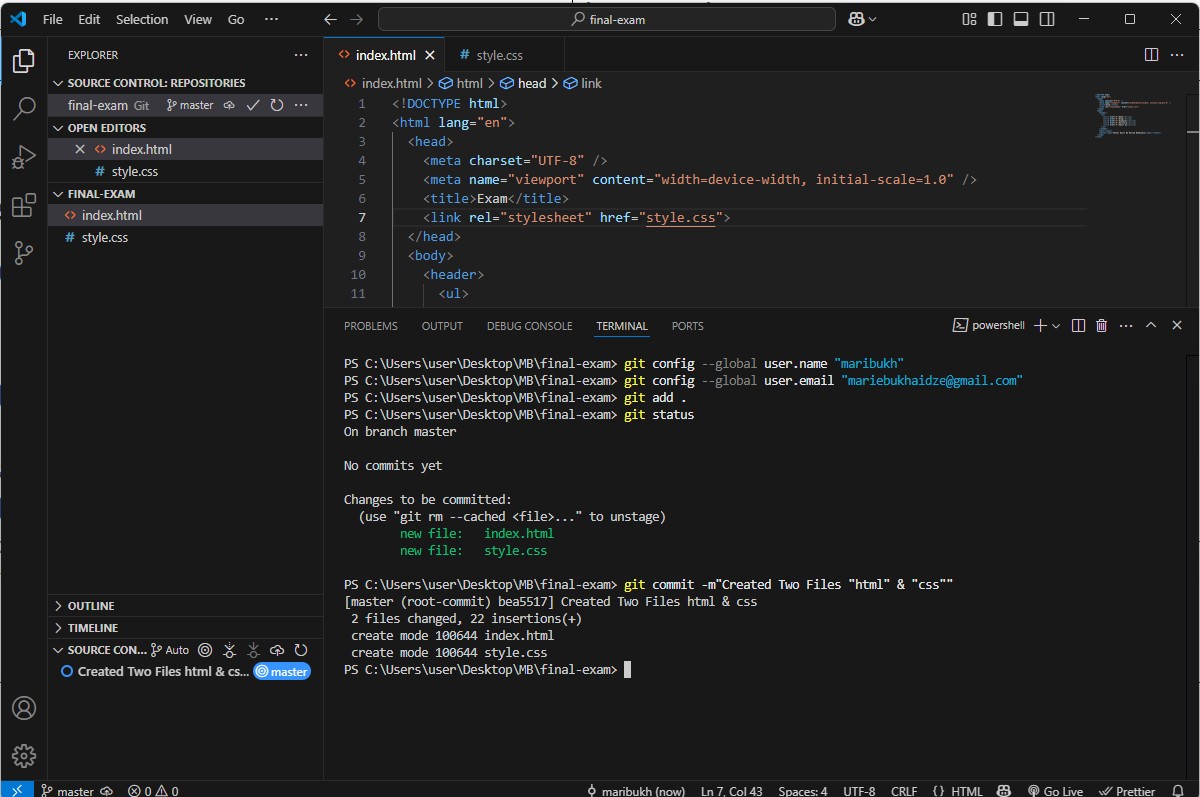 File Edit Selection View Go ··· final-exam
EXPLORER ···
SOURCE CONTROL: REPOSITORIES
final-exam Git master ···
OPEN EDITORS
index.html
style.css
FINAL-EXAM
index.html
style.css
OUTLINE
TIMELINE
SOURCE CON... Auto
Created Two Files html & cs... master
index.html # style.css
index.html > html > head > link
1 <!DOCTYPE html>
2 <html lang="en">
3 <head>
4 <meta charset="UTF-8" />
5 <meta name="viewport" content="width=device-width, initial-scale=1.0" />
6 <title>Exam</title>
7 <link rel="stylesheet" href="style.css">
8 </head>
9 <body>
10 <header>
11 <ul>
PROBLEMS OUTPUT DEBUG CONSOLE TERMINAL PORTS powershell
PS C:\Users\user\Desktop\MB\final-exam> git config --global user.name "maribukh"
PS C:\Users\user\Desktop\MB\final-exam> git config --global user.email "mariebukhaidze@gmail.com"
PS C:\Users\user\Desktop\MB\final-exam> git add .
PS C:\Users\user\Desktop\MB\final-exam> git status
On branch master
No commits yet
Changes to be committed:
(use "git rm --cached <file>..." to unstage)
new file: index.html
new file: style.css
PS C:\Users\user\Desktop\MB\final-exam> git commit -m"Created Two Files "html" & "css""
[master (root-commit) bea5517] Created Two Files html & css
2 files changed, 22 insertions(+)
create mode 100644 index.html
create mode 100644 style.css
PS C:\Users\user\Desktop\MB\final-exam>
master 0 0 maribukh (now) Ln 7, Col 43 Spaces: 4 UTF-8 CRLF {} HTML Go Live Prettier